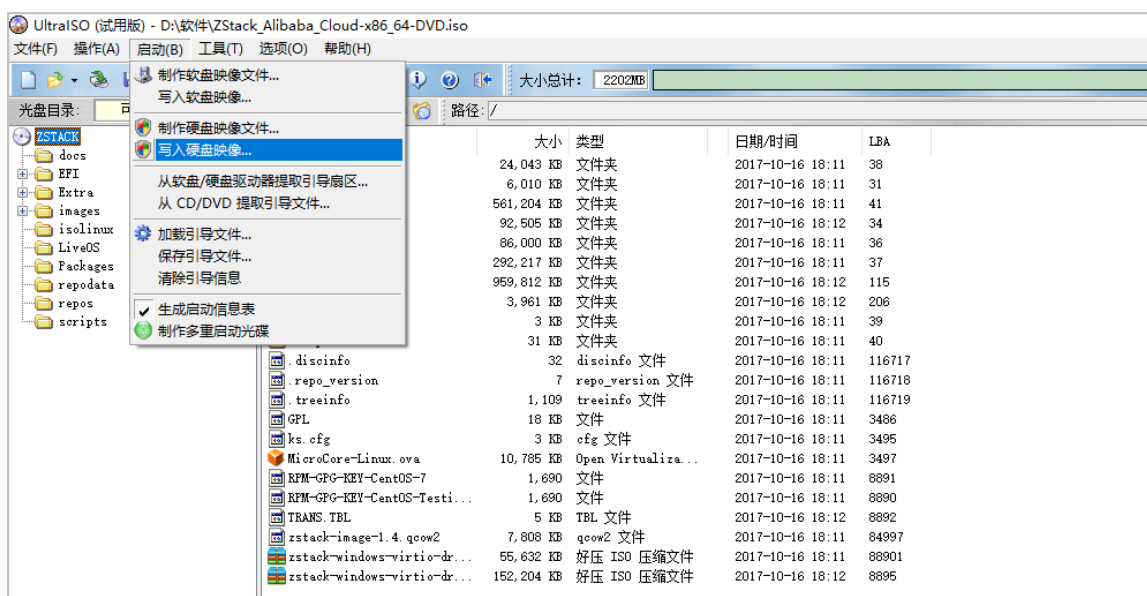 UltraISO (试用版) - D:\软件\ZStack_Alibaba_Cloud-x86_64-DVD.iso
文件(F) 操作(A) 启动(B) 工具(T) 选项(O) 帮助(H)
大小总计: 2202MB
光盘目录: 路径: /
制作软盘映像文件...
写入软盘映像...
制作硬盘映像文件...
写入硬盘映像...
从软盘/硬盘驱动器提取引导扇区...
从 CD/DVD 提取引导文件...
加载引导文件...
保存引导文件...
清除引导信息
生成启动信息表
制作多重启动光碟
ZSTACK
docs
EFI
Extra
images
isolinux
LiveOS
Packages
repodata
repos
scripts
大小 类型 日期/时间 LBA
24,043 KB 文件夹 2017-10-16 18:11 38
6,010 KB 文件夹 2017-10-16 18:11 31
561,204 KB 文件夹 2017-10-16 18:11 41
92,505 KB 文件夹 2017-10-16 18:12 34
86,000 KB 文件夹 2017-10-16 18:11 36
292,217 KB 文件夹 2017-10-16 18:11 37
959,812 KB 文件夹 2017-10-16 18:12 115
3,961 KB 文件夹 2017-10-16 18:12 206
3 KB 文件夹 2017-10-16 18:11 39
31 KB 文件夹 2017-10-16 18:11 40
.discinfo 32 discinfo 文件 2017-10-16 18:11 116717
.repo_version 7 repo_version 文件 2017-10-16 18:11 116718
.treeinfo 1,109 treeinfo 文件 2017-10-16 18:11 116719
GPL 18 KB 文件 2017-10-16 18:11 3486
ks.cfg 3 KB cfg 文件 2017-10-16 18:11 3495
MicroCore-Linux.ova 10,785 KB Open Virtualiza... 2017-10-16 18:11 3497
RPM-GPG-KEY-CentOS-7 1,690 文件 2017-10-16 18:11 8891
RPM-GPG-KEY-CentOS-Testi... 1,690 文件 2017-10-16 18:11 8890
TRANS.TBL 5 KB TBL 文件 2017-10-16 18:12 8892
zstack-image-1.4.qcow2 7,808 KB qcow2 文件 2017-10-16 18:11 84997
zstack-windows-virtio-dr... 55,632 KB 好压 ISO 压缩文件 2017-10-16 18:11 88901
zstack-windows-virtio-dr... 152,204 KB 好压 ISO 压缩文件 2017-10-16 18:12 8895